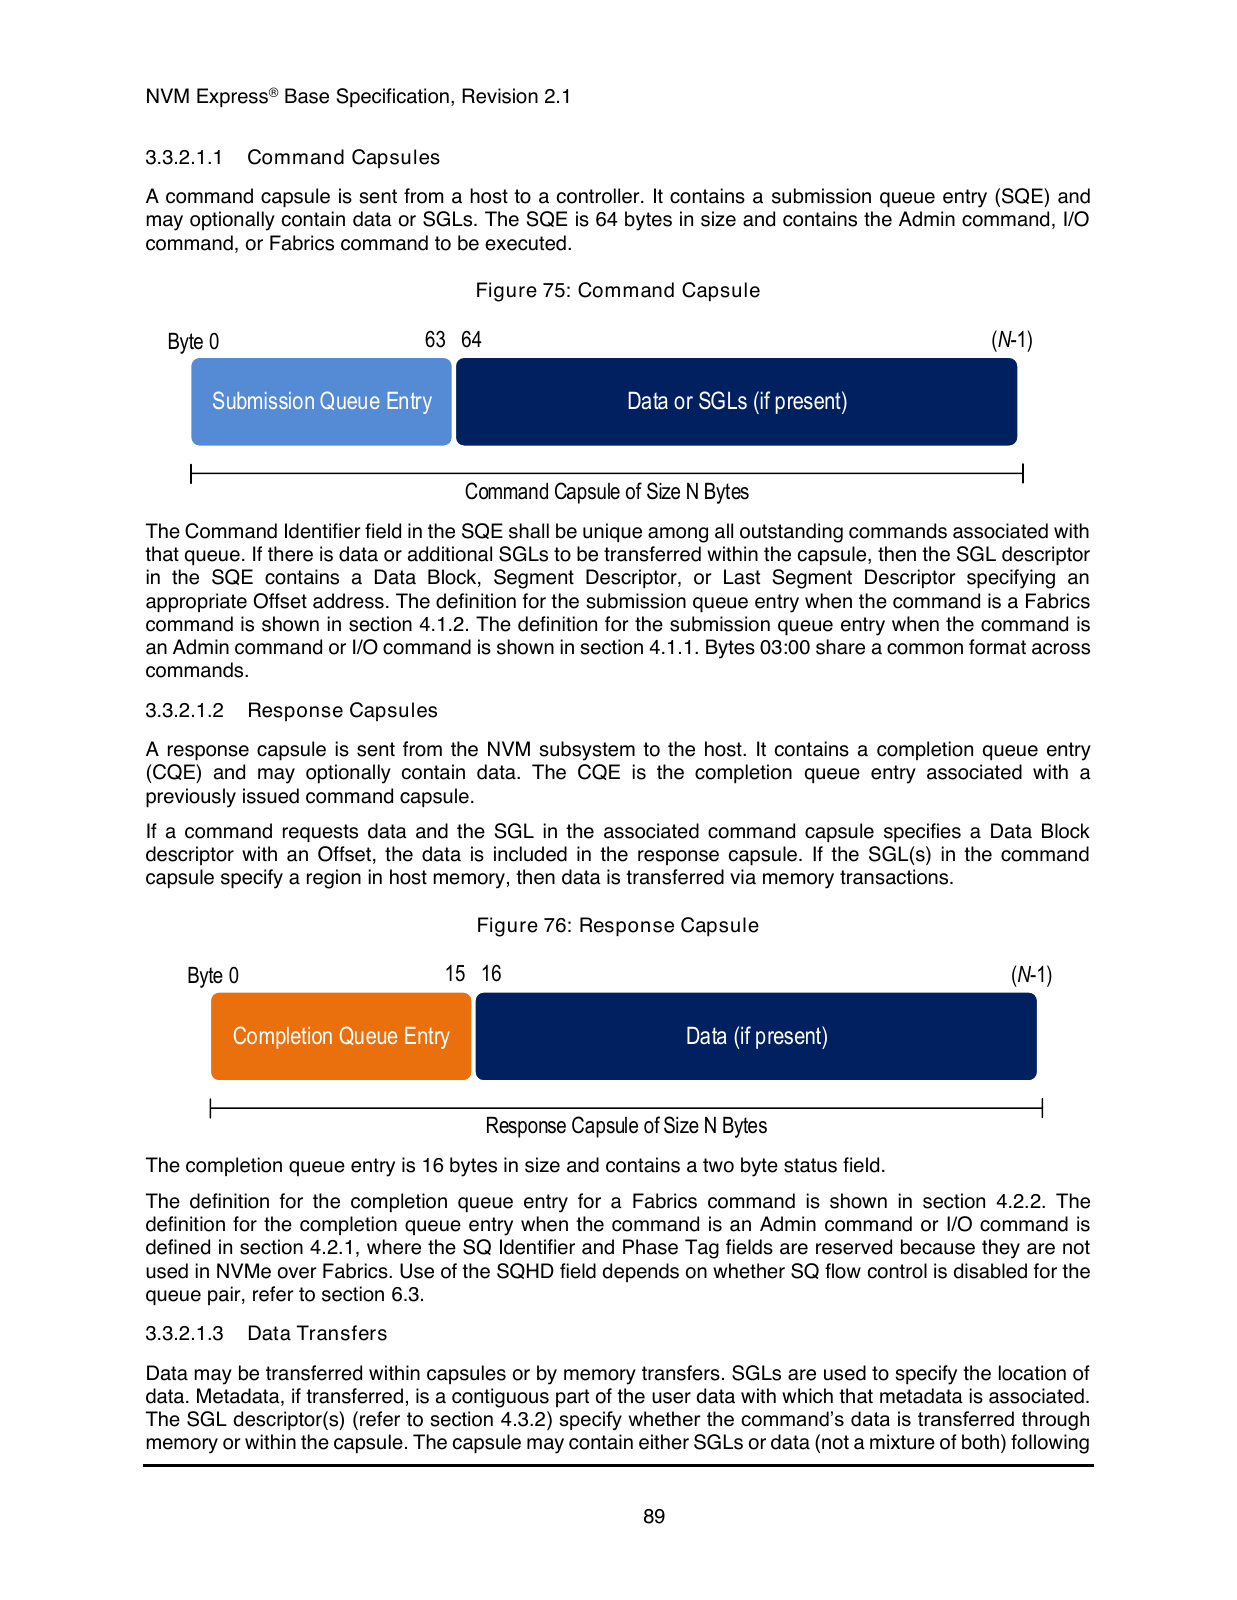 NVM Express® Base Specification, Revision 2.1
3.3.2.1.1 Command Capsules
A command capsule is sent from a host to a controller. It contains a submission queue entry (SQE) and
may optionally contain data or SGLs. The SQE is 64 bytes in size and contains the Admin command, I/O
command, or Fabrics command to be executed.
Figure 75: Command Capsule
Byte 0 63 64 (N-1)
Submission Queue Entry Data or SGLs (if present)
Command Capsule of Size N Bytes
The Command Identifier field in the SQE shall be unique among all outstanding commands associated with
that queue. If there is data or additional SGLs to be transferred within the capsule, then the SGL descriptor
in the SQE contains a Data Block, Segment Descriptor, or Last Segment Descriptor specifying an
appropriate Offset address. The definition for the submission queue entry when the command is a Fabrics
command is shown in section 4.1.2. The definition for the submission queue entry when the command is
an Admin command or I/O command is shown in section 4.1.1. Bytes 03:00 share a common format across
commands.
3.3.2.1.2 Response Capsules
A response capsule is sent from the NVM subsystem to the host. It contains a completion queue entry
(CQE) and may optionally contain data. The CQE is the completion queue entry associated with a
previously issued command capsule.
If a command requests data and the SGL in the associated command capsule specifies a Data Block
descriptor with an Offset, the data is included in the response capsule. If the SGL(s) in the command
capsule specify a region in host memory, then data is transferred via memory transactions.
Figure 76: Response Capsule
Byte 0 15 16 (N-1)
Completion Queue Entry Data (if present)
Response Capsule of Size N Bytes
The completion queue entry is 16 bytes in size and contains a two byte status field.
The definition for the completion queue entry for a Fabrics command is shown in section 4.2.2. The
definition for the completion queue entry when the command is an Admin command or I/O command is
defined in section 4.2.1, where the SQ Identifier and Phase Tag fields are reserved because they are not
used in NVMe over Fabrics. Use of the SQHD field depends on whether SQ flow control is disabled for the
queue pair, refer to section 6.3.
3.3.2.1.3 Data Transfers
Data may be transferred within capsules or by memory transfers. SGLs are used to specify the location of
data. Metadata, if transferred, is a contiguous part of the user data with which that metadata is associated.
The SGL descriptor(s) (refer to section 4.3.2) specify whether the command’s data is transferred through
memory or within the capsule. The capsule may contain either SGLs or data (not a mixture of both) following
89